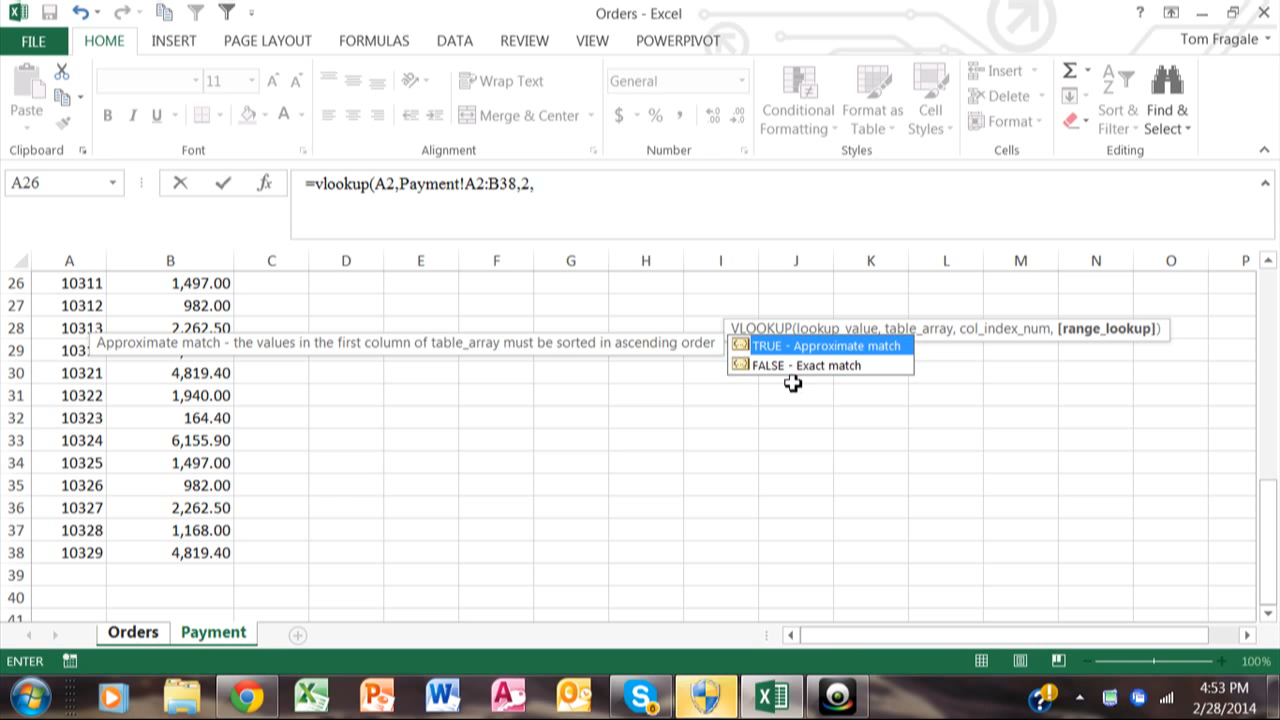 Orders - Excel
?
FILE HOME INSERT PAGE LAYOUT FORMULAS DATA REVIEW VIEW POWERPIVOT Tom Fragale
11 A A Wrap Text General Insert Σ
Paste B I U A Merge & Center $ % , Conditional Formatting Format as Table Cell Styles Delete Format Sort & Filter Find & Select
Clipboard Font Alignment Number Styles Cells Editing
A26 fx =vlookup(A2,Payment!A2:B38,2,
A B C D E F G H I J K L M N O P
26 10311 1,497.00
27 10312 982.00
28 10313 2,262.50 VLOOKUP(lookup_value, table_array, col_index_num, [range_lookup])
29 Approximate match - the values in the first column of table_array must be sorted in ascending order TRUE - Approximate match
FALSE - Exact match
30 10321 4,819.40
31 10322 1,940.00
32 10323 164.40
33 10324 6,155.90
34 10325 1,497.00
35 10326 982.00
36 10327 2,262.50
37 10328 1,168.00
38 10329 4,819.40
39
40
41
Orders Payment
ENTER 100%
4:53 PM
2/28/2014